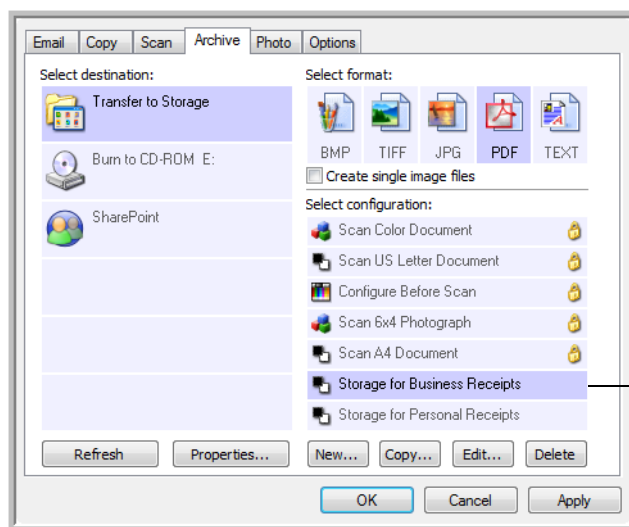 Email Copy Scan Archive Photo Options
Select destination:
Transfer to Storage
Burn to CD-ROM E:
SharePoint
Select format:
BMP TIFF JPG PDF TEXT
Create single image files
Select configuration:
Scan Color Document
Scan US Letter Document
Configure Before Scan
Scan 6x4 Photograph
Scan A4 Document
Storage for Business Receipts
Storage for Personal Receipts
Refresh Properties... New... Copy... Edit... Delete
OK Cancel Apply